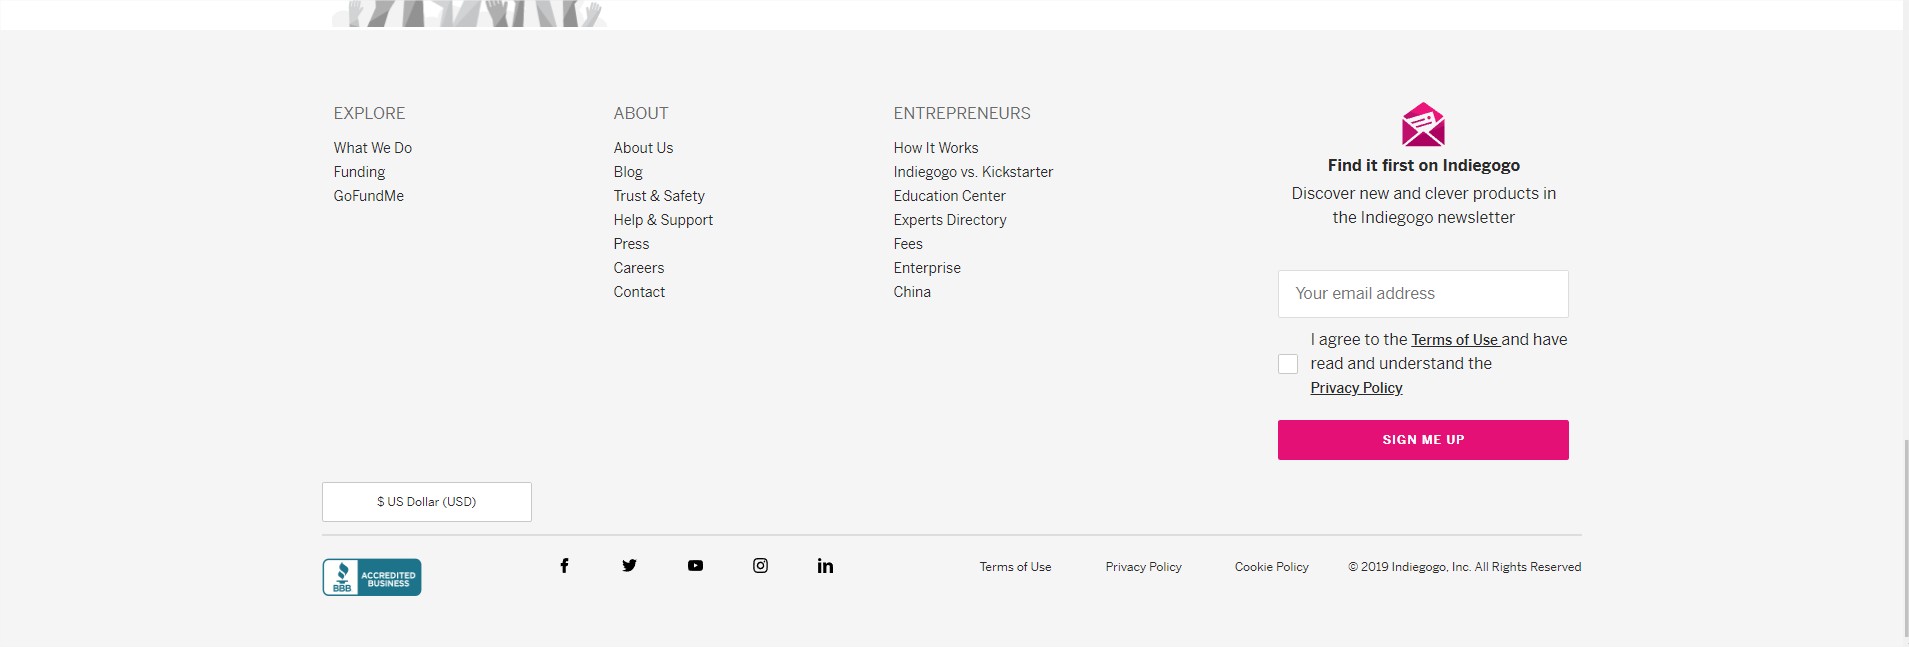 EXPLORE
What We Do
Funding
GoFundMe
ABOUT
About Us
Blog
Trust & Safety
Help & Support
Press
Careers
Contact
ENTREPRENEURS
How It Works
Indiegogo vs. Kickstarter
Education Center
Experts Directory
Fees
Enterprise
China
Find it first on Indiegogo
Discover new and clever products in
the Indiegogo newsletter
Your email address
I agree to the Terms of Use and have
read and understand the
Privacy Policy
SIGN ME UP
$ US Dollar (USD)
BBB
ACCREDITED
BUSINESS
Terms of Use
Privacy Policy
Cookie Policy
© 2019 Indiegogo, Inc. All Rights Reserved